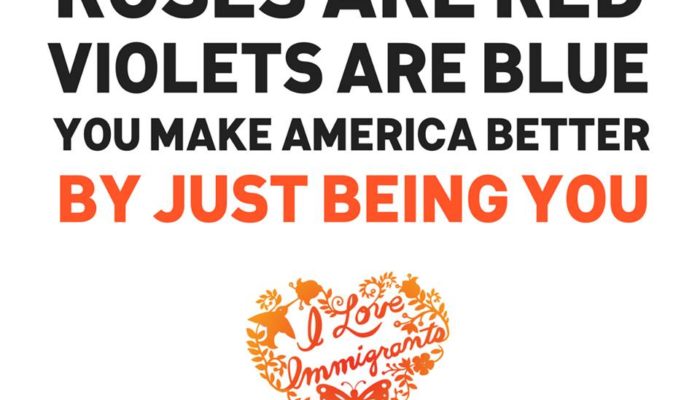 ROSES ARE RED
VIOLETS ARE BLUE
YOU MAKE AMERICA BETTER
BY JUST BEING YOU
I Love
Immigrants